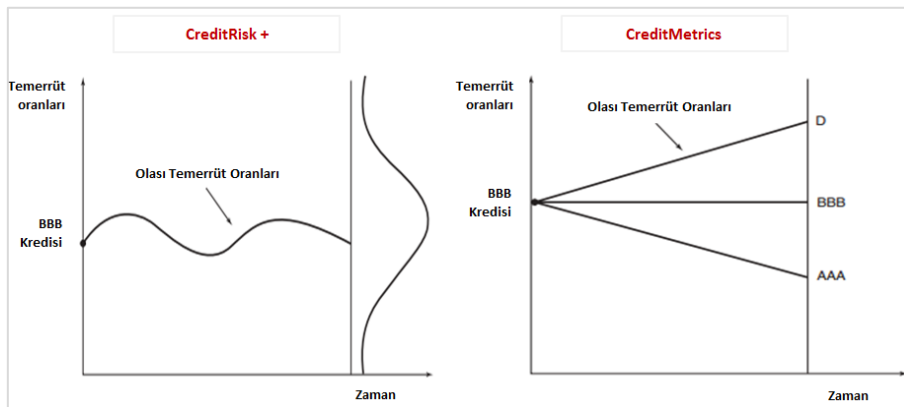 CreditRisk +
Temerrüt
oranları
Olası Temerrüt Oranları
BBB
Kredisi
Zaman
CreditMetrics
Temerrüt
oranları
Olası Temerrüt Oranları
D
BBB
Kredisi
BBB
AAA
Zaman